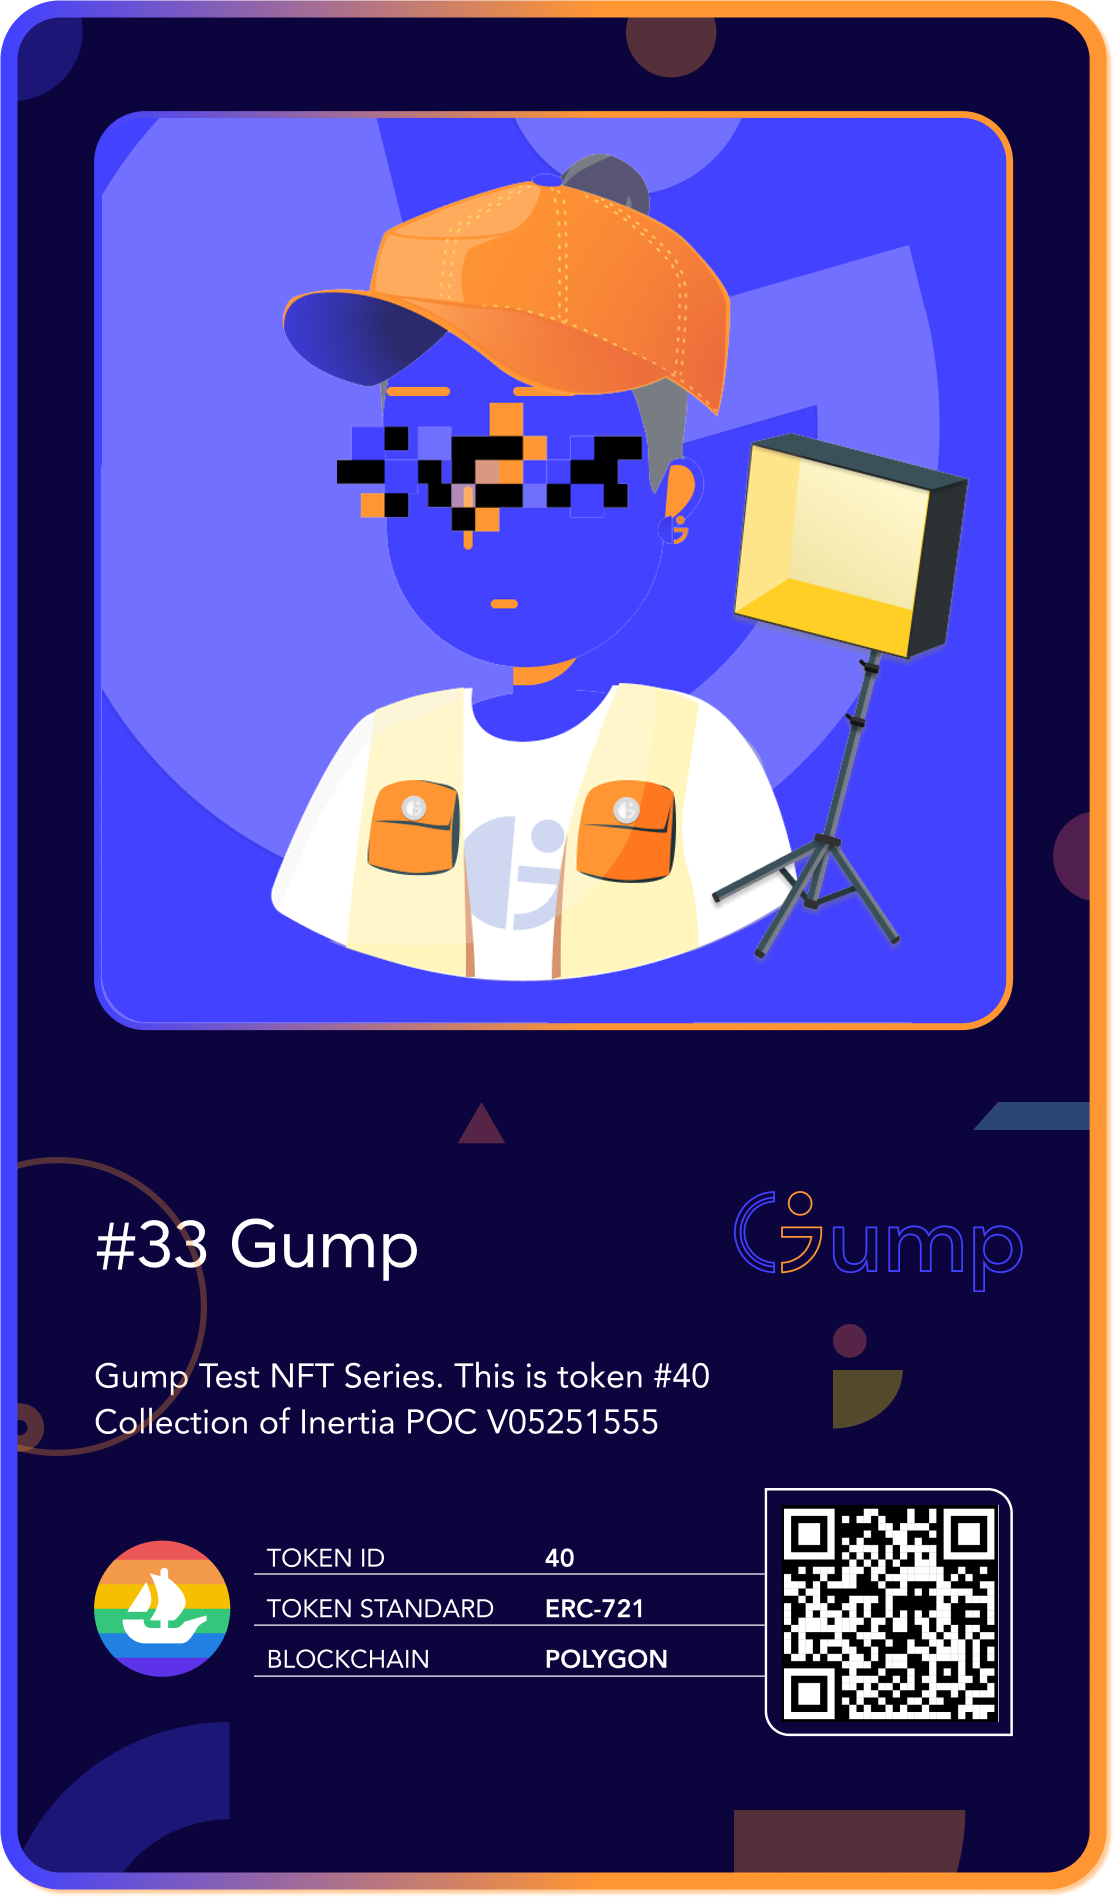 #33 Gump
Gump
Gump Test NFT Series. This is token #40
Collection of Inertia POC V05251555
TOKEN ID 40
TOKEN STANDARD ERC-721
BLOCKCHAIN POLYGON